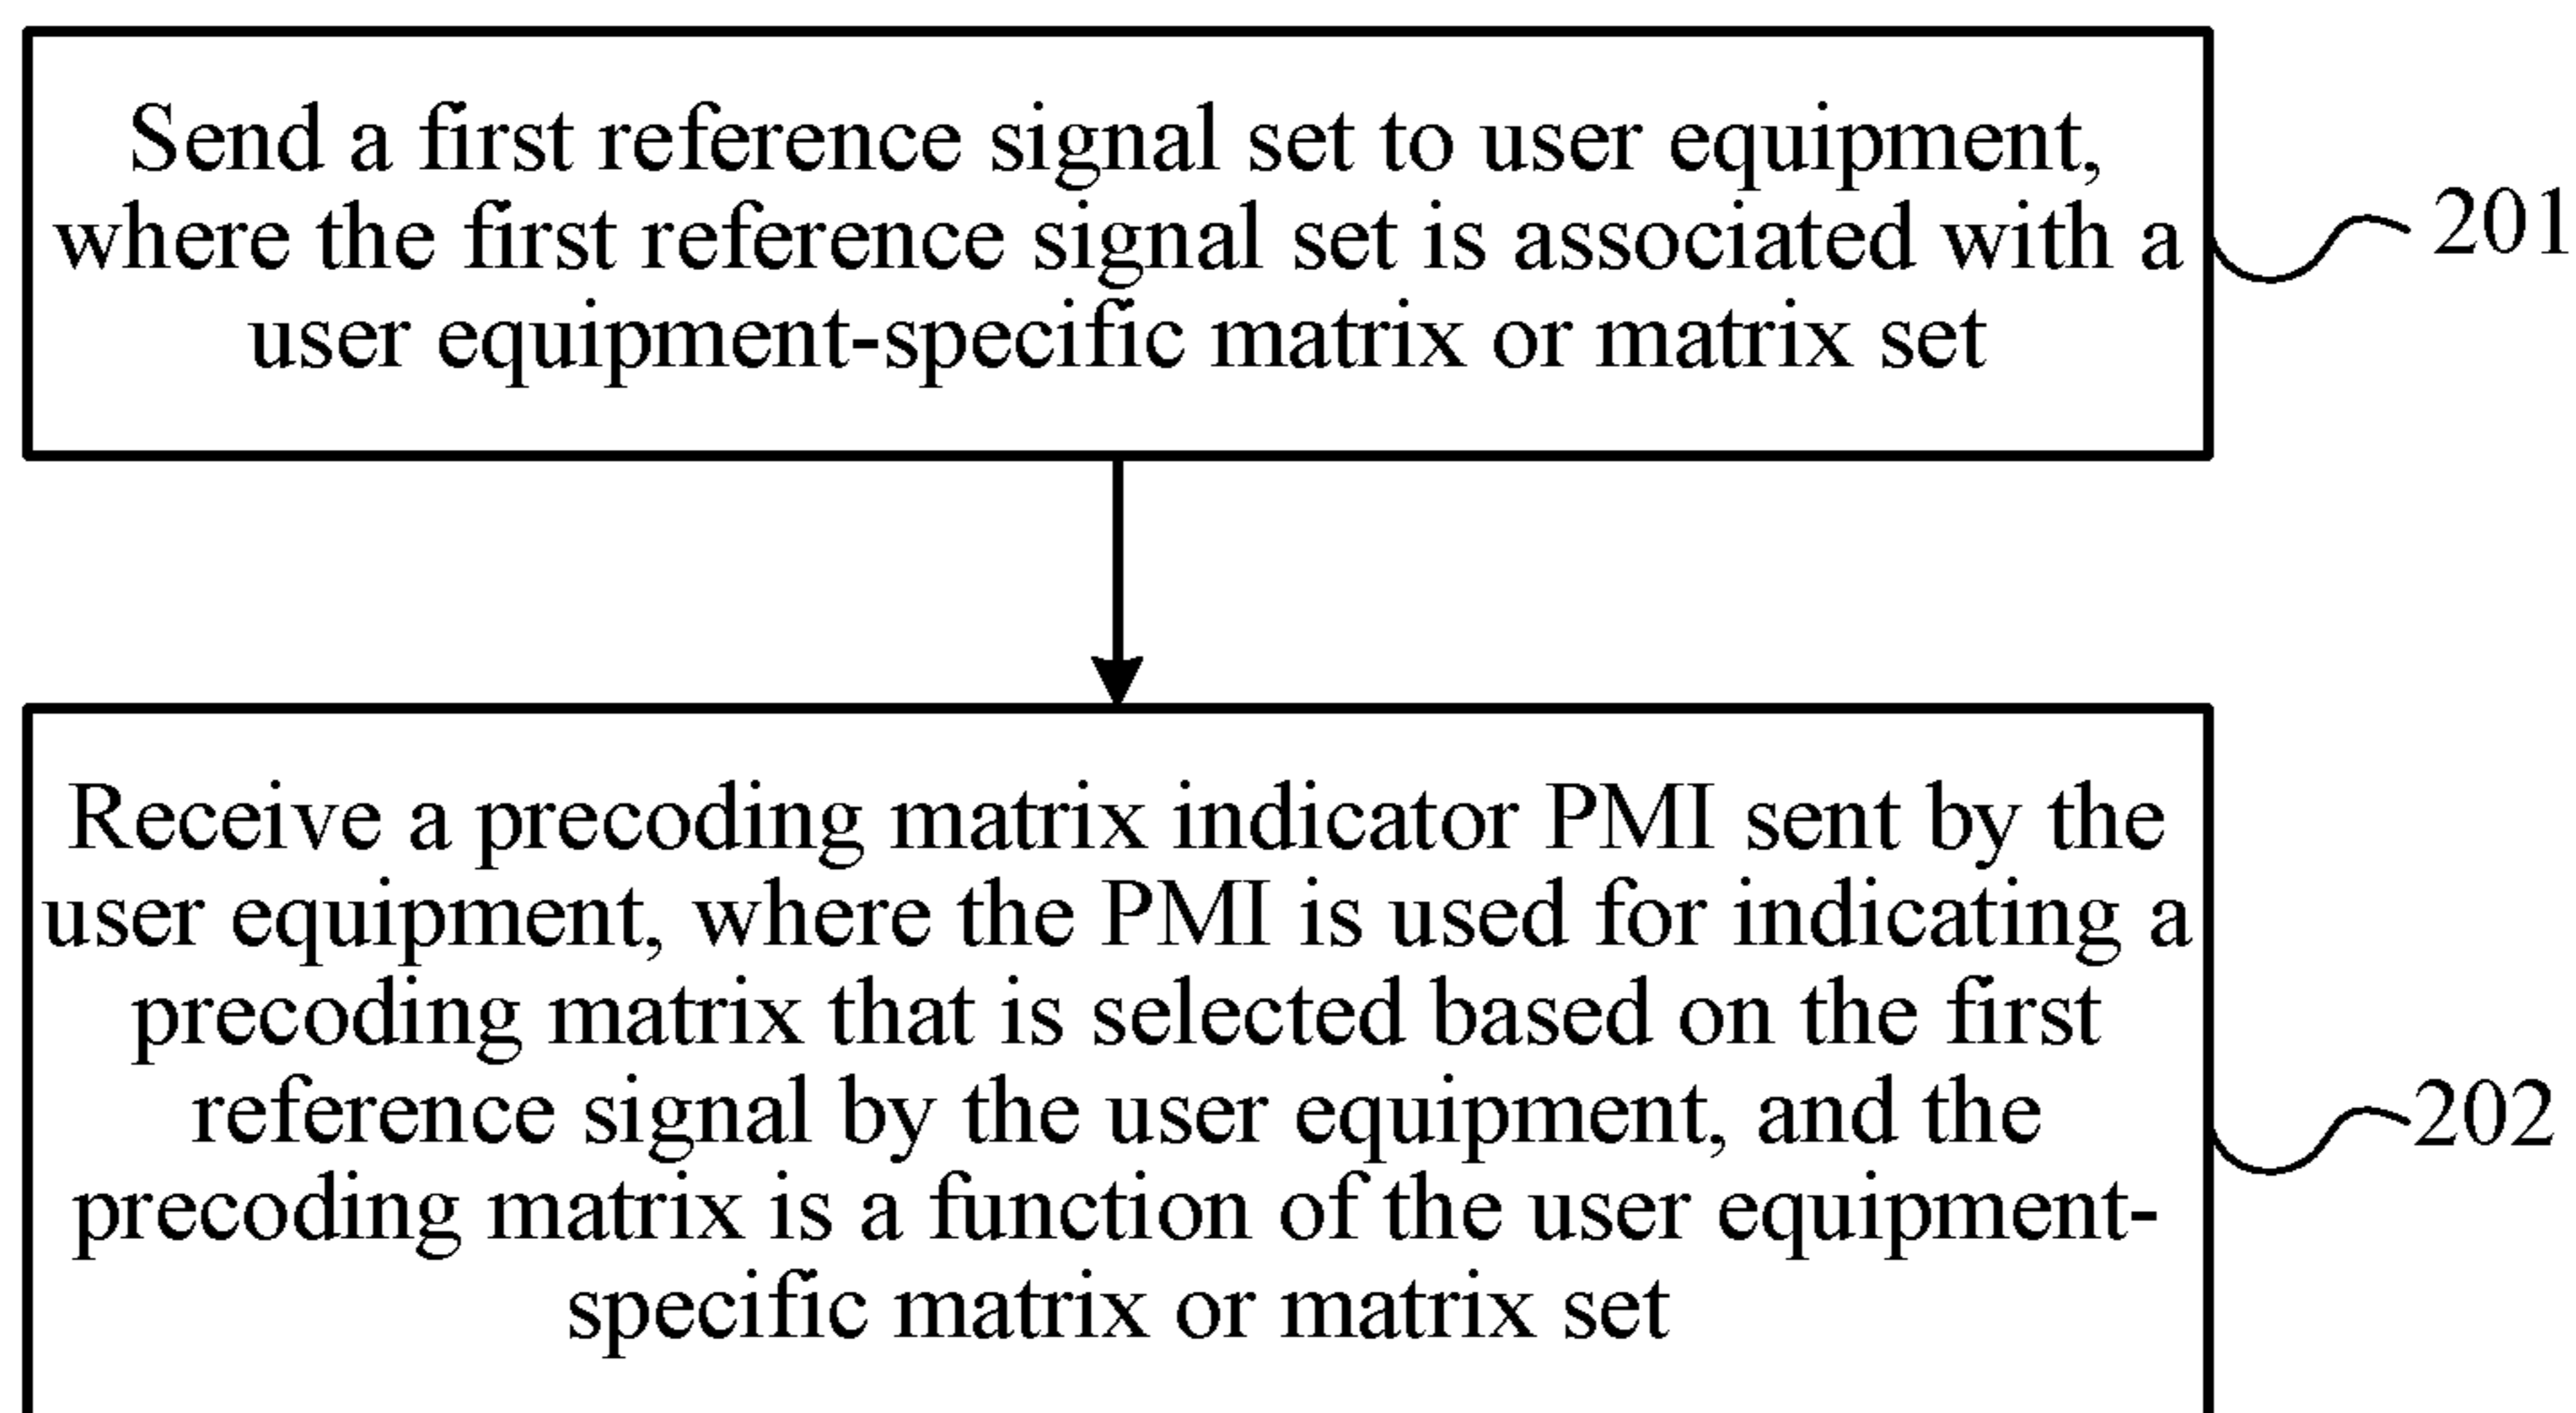 Send a first reference signal set to user equipment,
where the first reference signal set is associated with a
user equipment-specific matrix or matrix set
201
Receive a precoding matrix indicator PMI sent by the
user equipment, where the PMI is used for indicating a
precoding matrix that is selected based on the first
reference signal by the user equipment, and the
precoding matrix is a function of the user equipment-
specific matrix or matrix set
202